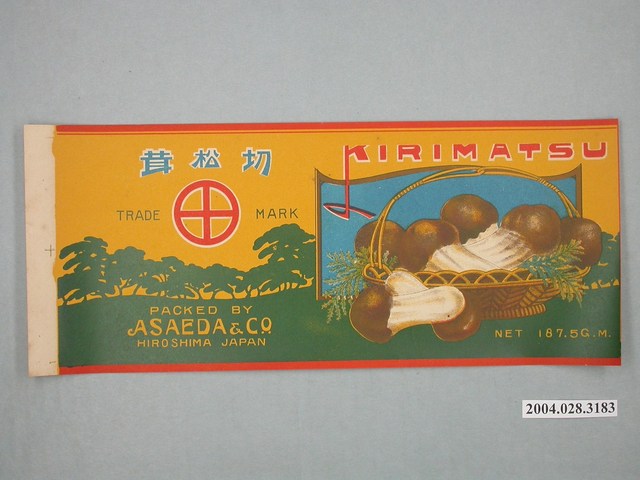 茸松切
TRADE MARK
PACKED BY
ASAEDA & CO
HIROSHIMA JAPAN
KIRIMATSU
NET 187.5G.M.
2004.028.3183